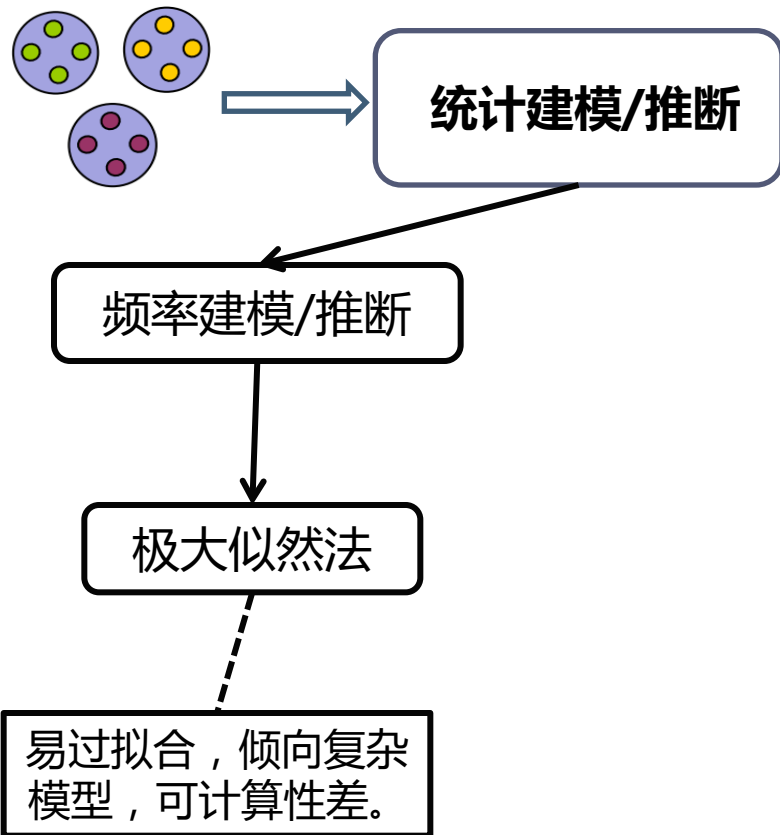 统计建模/推断
频率建模/推断
极大似然法
易过拟合，倾向复杂
模型，可计算性差。